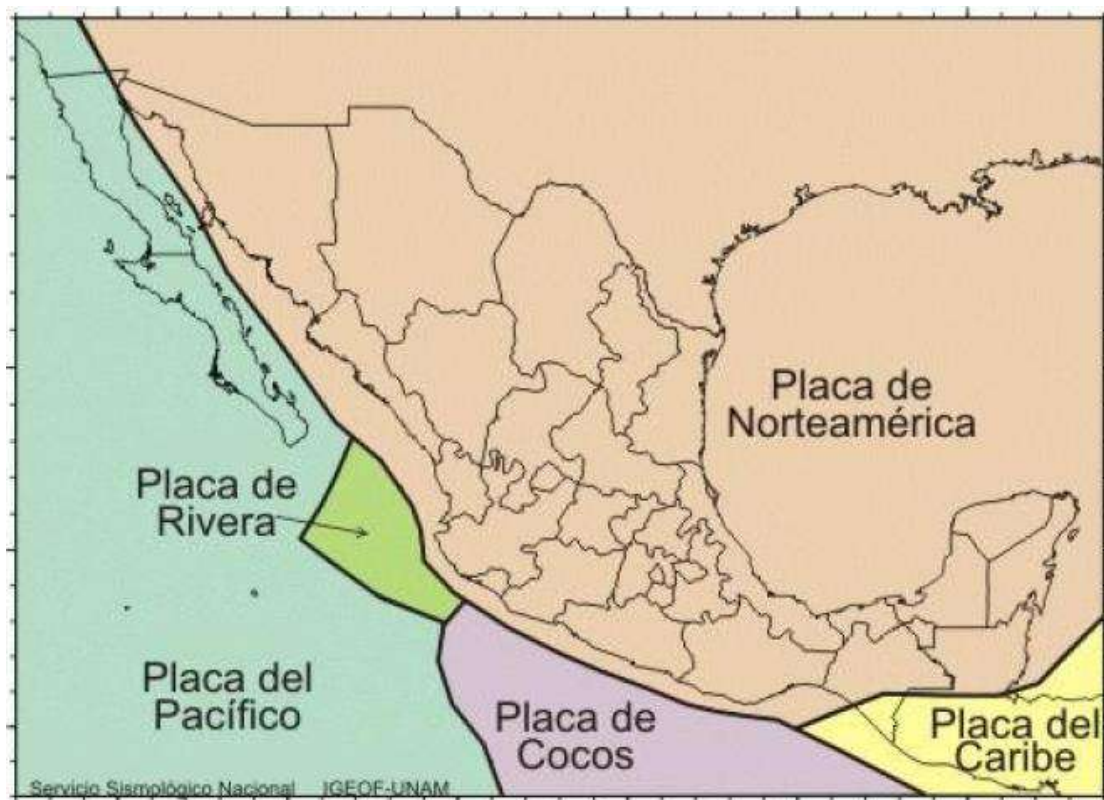 Placa de
Norteamérica
Placa de
Rivera
Placa del
Pacífico
Placa de
Cocos
Placa del
Caribe
Servicio Sismológico Nacional IGEOF-UNAM